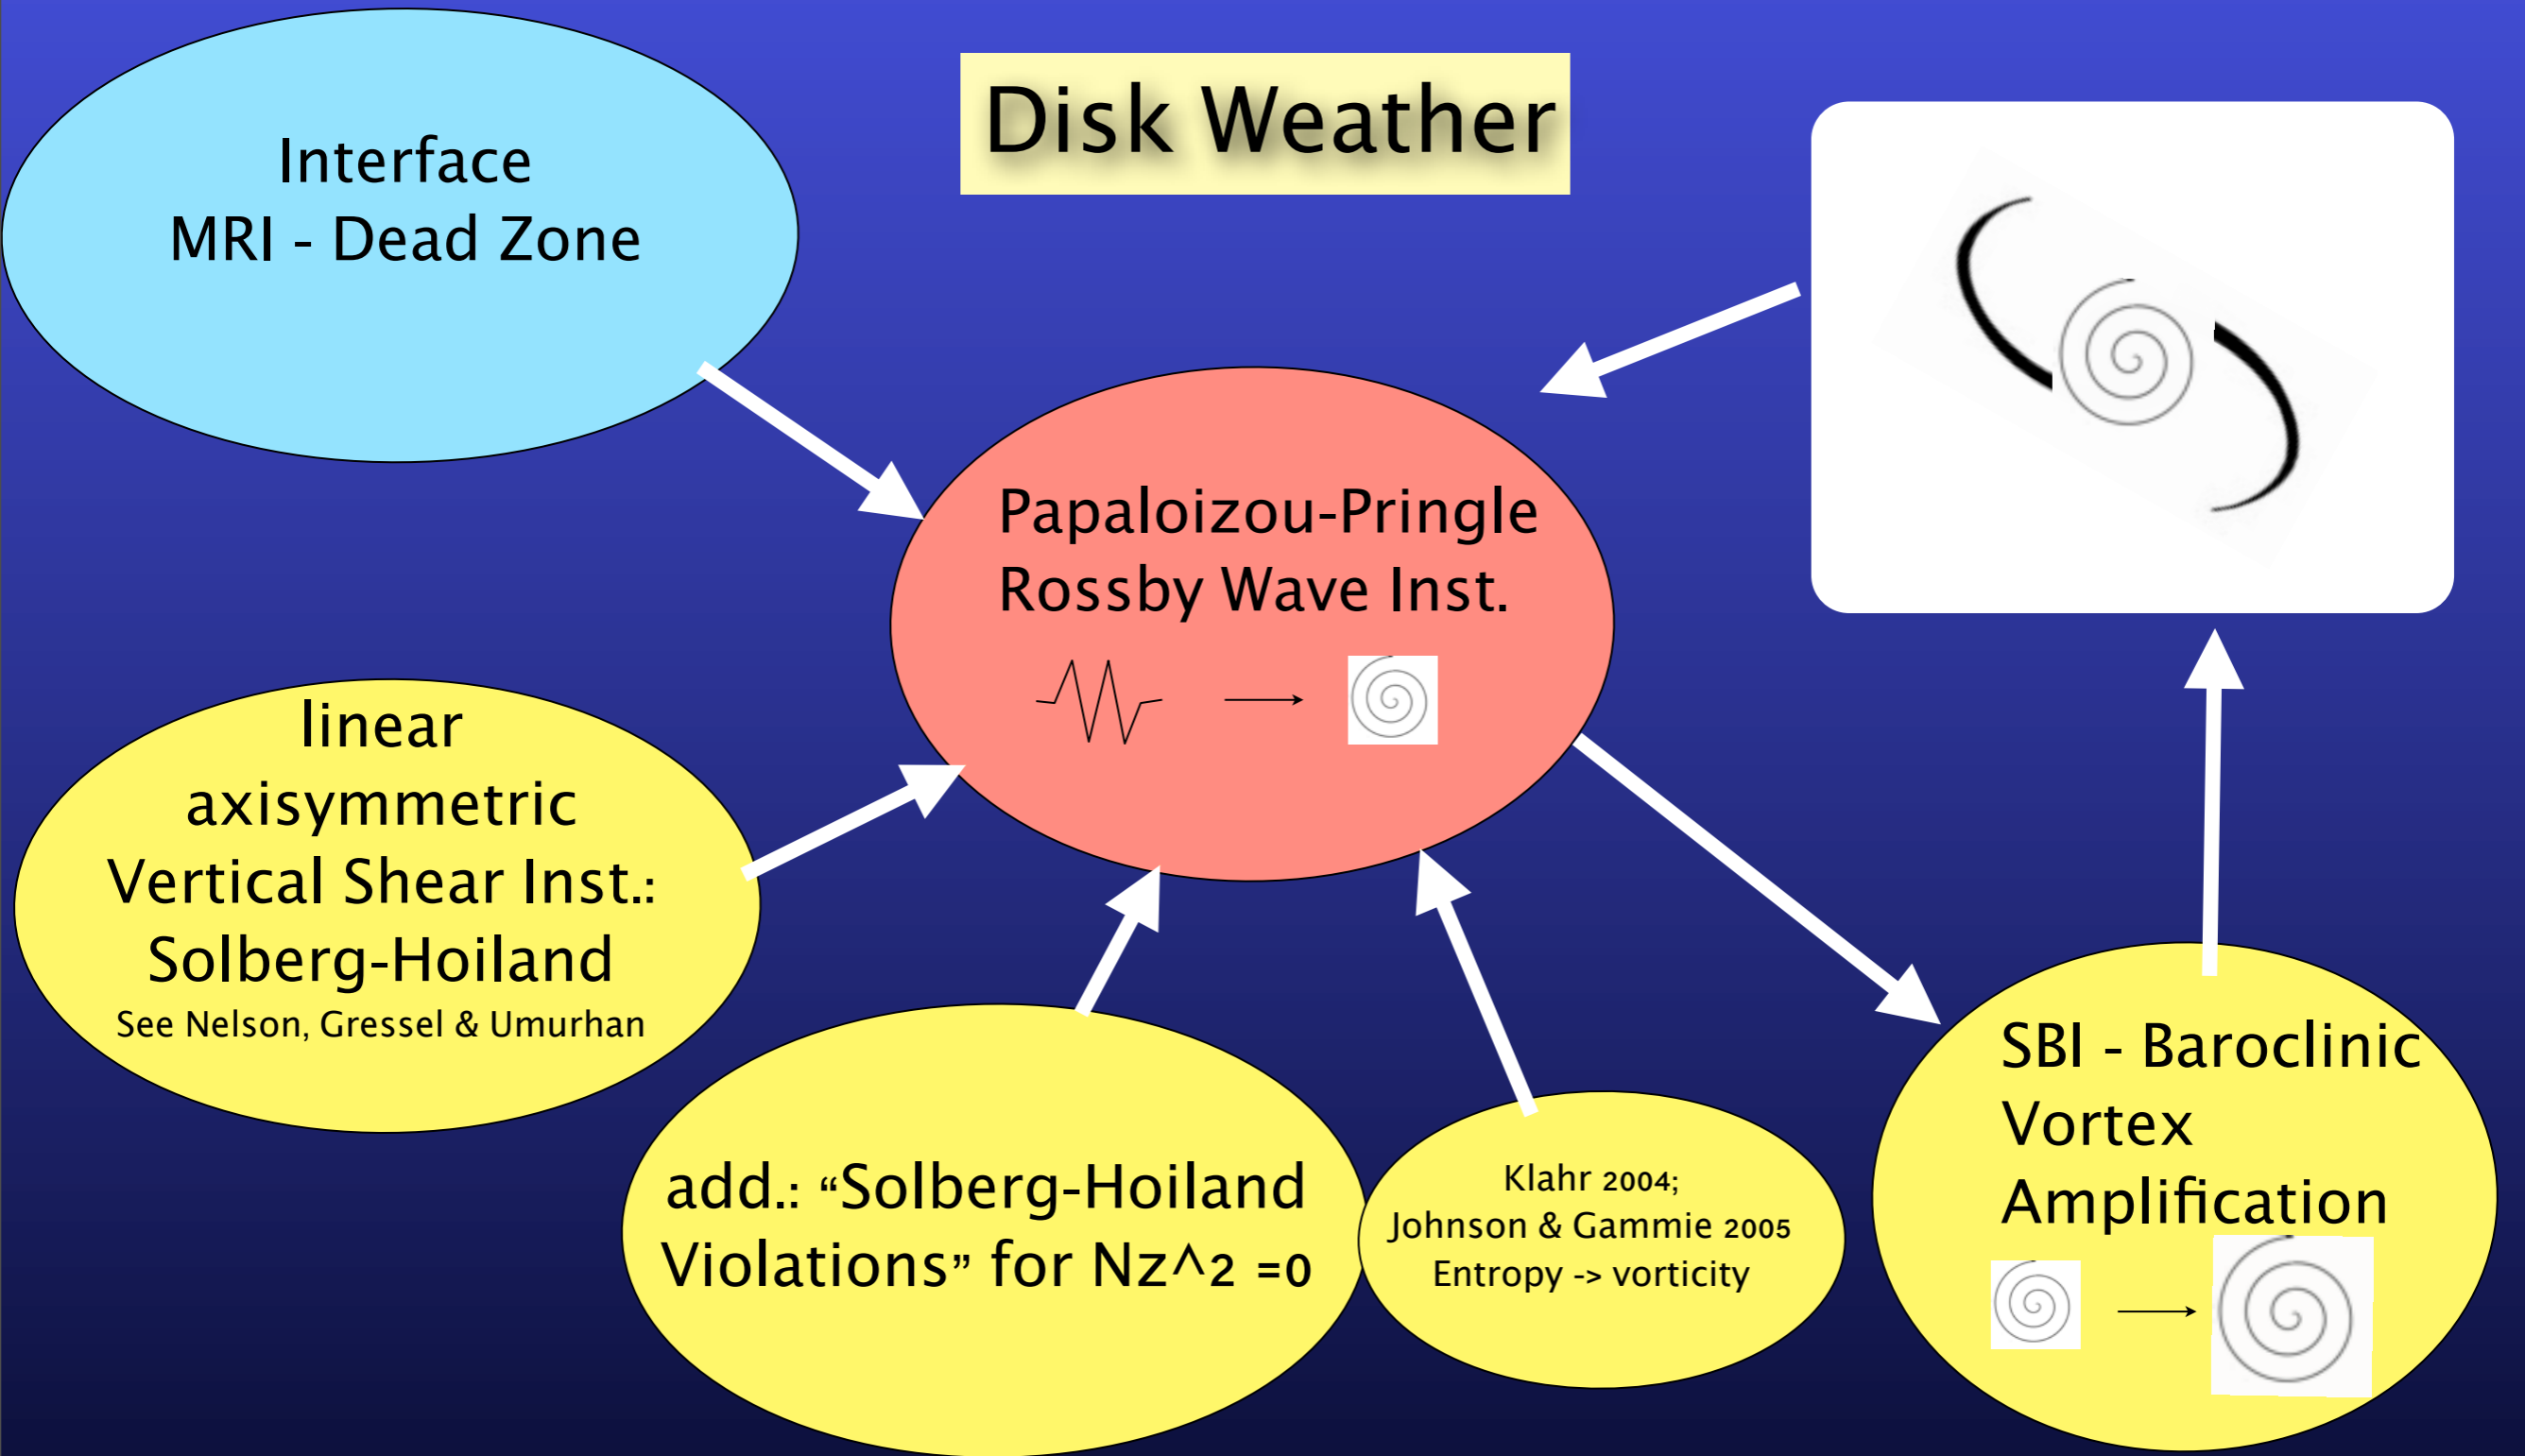 Disk Weather
Interface
MRI - Dead Zone
Papaloizou-Pringle
Rossby Wave Inst.
linear
axisymmetric
Vertical Shear Inst.:
Solberg-Hoiland
See Nelson, Gressel & Umurhan
add.: “Solberg-Hoiland
Violations” for Nz^2 =0
Klahr 2004;
Johnson & Gammie 2005
Entropy -> vorticity
SBI - Baroclinic
Vortex
Amplification